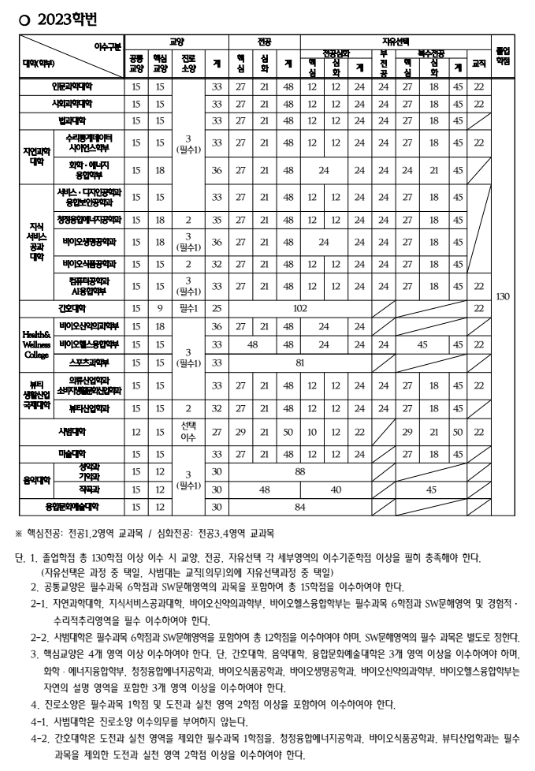 ○ 2023학번
이수구분 교양 전공 자유선택 졸업학점
대학(학부) 공통교양 핵심교양 진로소양 계 핵심 심화 계 전공심화 부전공 복수전공 교직
핵심 심화 계 핵심 심화 계
인문과학대학 15 15 3(필수1) 33 27 21 48 12 12 24 24 27 18 45 22 130
사회과학대학 15 15 33 27 21 48 12 12 24 24 27 18 45 22
법과대학 15 15 33 27 21 48 12 12 24 24 27 18 45
자연과학대학 수리통계데이터사이언스학부 15 15 33 27 21 48 12 12 24 24 27 18 45 22
화학·에너지융합학부 15 18 36 27 21 48 24 24 24 24 21 45
지식서비스공과대학 서비스·디자인공학과 융합보안공학과 15 15 33 27 21 48 12 12 24 24 27 18 45
청정융합에너지공학과 15 18 2 35 27 21 48 12 12 24 24 27 18 45
바이오생명공학과 15 18 3(필수1) 36 27 21 48 24 24 24 27 18 45
바이오식품공학과 15 15 2 32 27 21 48 12 12 24 24 27 18 45
컴퓨터공학과 AI융합학부 15 15 3(필수1) 33 27 21 48 12 12 24 24 27 18 45 22
간호대학 15 9 필수1 25 102 22
Health& Wellness College 바이오신약의과학부 15 18 3(필수1) 36 27 21 48 24 24
바이오헬스융합학부 15 15 33 48 48 24 24 24 45 45 22
스포츠과학부 15 15 33 81
뷰티생활산업국제대학 의류산업학과 소비자생활문화산업학과 15 15 33 27 21 48 12 12 24 24 27 18 45 22
뷰티산업학과 15 15 2 32 27 21 48 12 12 24 24 27 18 45
사범대학 12 15 선택이수 27 29 21 50 10 12 22 29 21 50 22
미술대학 15 15 3(필수1) 33 27 21 48 12 12 24 27 18 45
음악대학 성악과 기악과 15 12 30 88
작곡과 15 12 30 48 40 45
융합문화예술대학 15 12 30 84
※ 핵심전공: 전공1,2영역 교과목 / 심화전공: 전공3,4영역 교과목
단. 1. 졸업학점 총 130학점 이상 이수 시 교양, 전공, 자유선택 각 세부영역의 이수기준학점 이상을 필히 충족해야 한다.
(자유선택은 과정 중 택일, 사범대는 교직(의무)외에 자유선택과정 중 택일)
2. 공통교양은 필수과목 6학점과 SW문해영역의 과목을 포함하여 총 15학점을 이수하여야 한다.
2-1. 자연과학대학, 지식서비스공과대학, 바이오신약의과학부, 바이오헬스융합학부는 필수과목 6학점과 SW문해영역 및 경험적·
수리적추리영역을 필수 이수하여야 한다.
2-2. 사범대학은 필수과목 6학점과 SW문해영역을 포함하여 총 12학점을 이수하여야 하며, SW문해영역의 필수 과목은 별도로 정한다.
3. 핵심교양은 4개 영역 이상 이수하여야 한다. 단, 간호대학, 음악대학, 융합문화예술대학은 3개 영역 이상을 이수하여야 하며,
화학·에너지융합학부, 청정융합에너지공학과, 바이오식품공학과, 바이오생명공학과, 바이오신약의과학부, 바이오헬스융합학부는
자연의 설명 영역을 포함한 3개 영역 이상을 이수하여야 한다.
4. 진로소양은 필수과목 1학점 및 도전과 실천 영역 2학점 이상을 포함하여 이수하여야 한다.
4-1. 사범대학은 진로소양 이수의무를 부여하지 않는다.
4-2. 간호대학은 도전과 실천 영역을 제외한 필수과목 1학점을, 청정융합에너지공학과, 바이오식품공학과, 뷰티산업학과는 필수
과목을 제외한 도전과 실천 영역 2학점 이상을 이수하여야 한다.